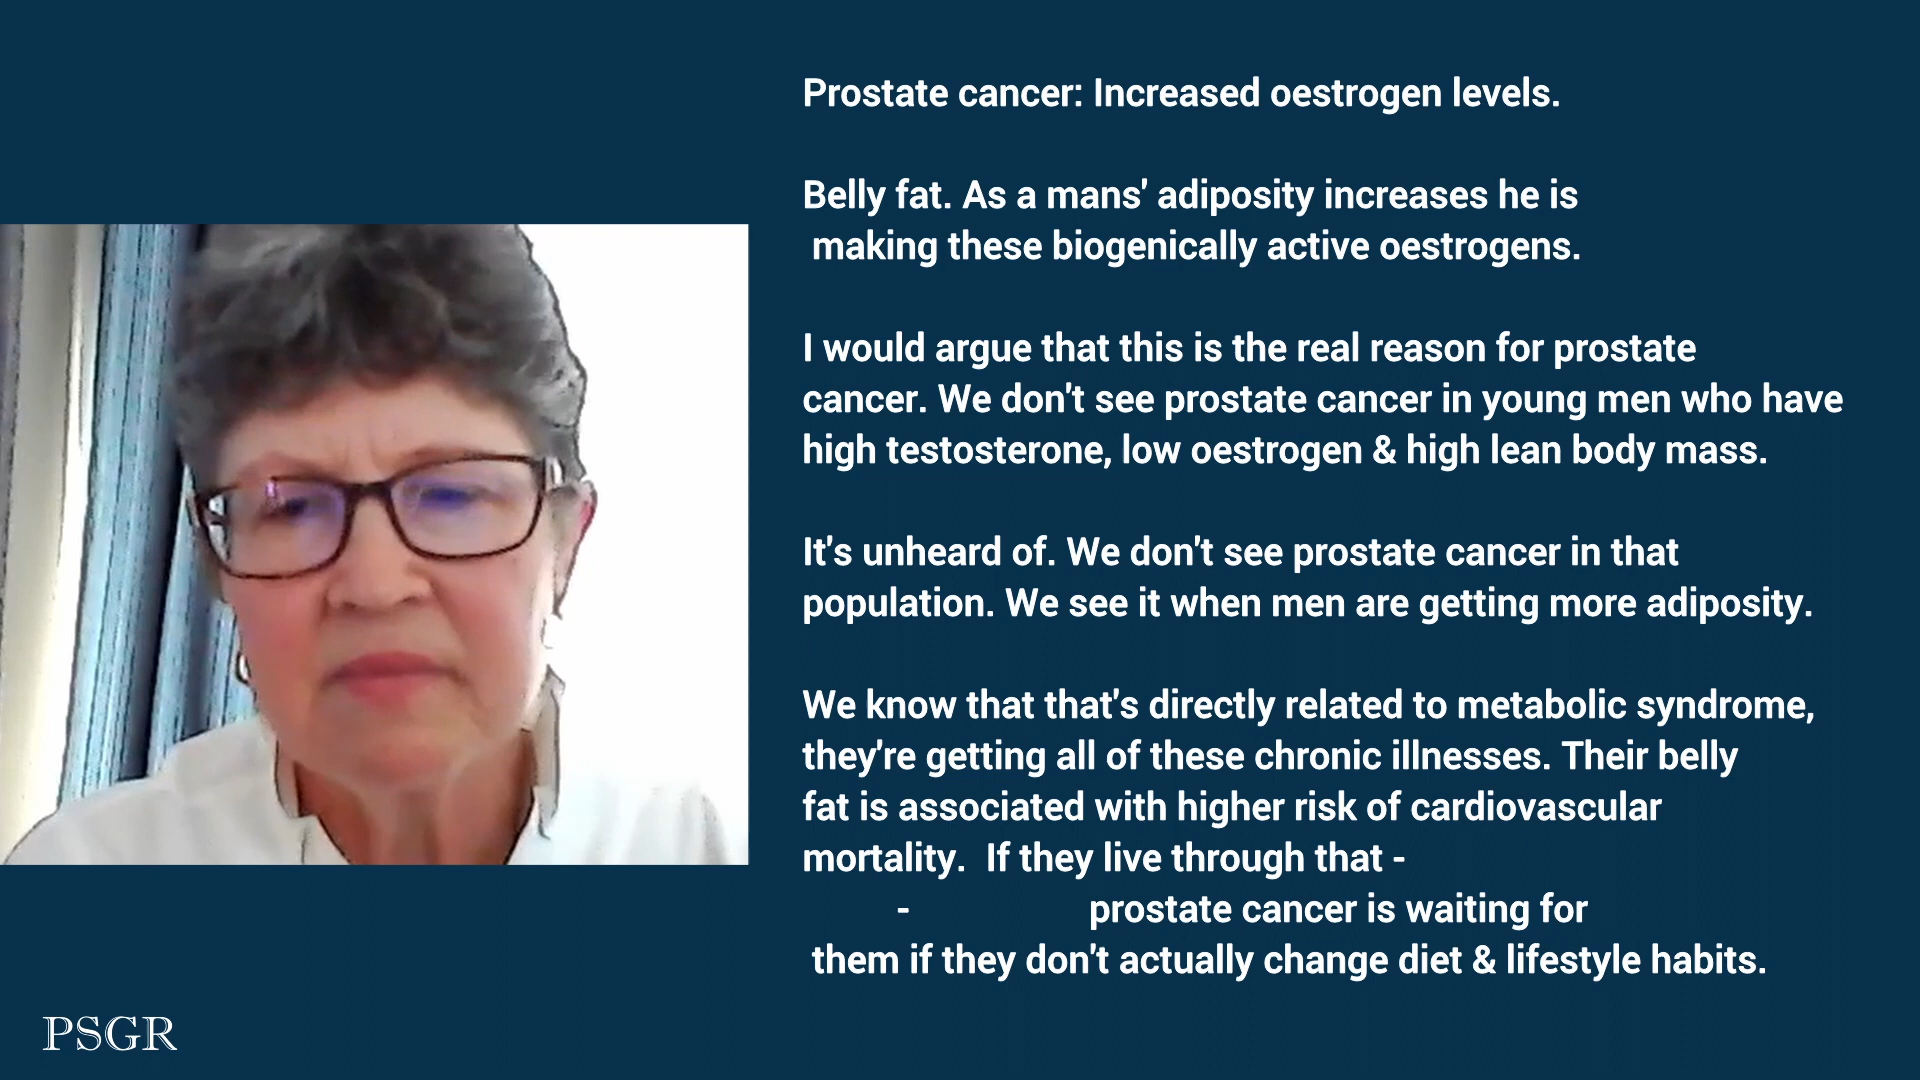 Prostate cancer: Increased oestrogen levels.
Belly fat. As a mans' adiposity increases he is
making these biogenically active oestrogens.
I would argue that this is the real reason for prostate
cancer. We don't see prostate cancer in young men who have
high testosterone, low oestrogen & high lean body mass.
It's unheard of. We don't see prostate cancer in that
population. We see it when men are getting more adiposity.
We know that that's directly related to metabolic syndrome,
they're getting all of these chronic illnesses. Their belly
fat is associated with higher risk of cardiovascular
mortality.  If they live through that -
- prostate cancer is waiting for
them if they don't actually change diet & lifestyle habits.
PSGR